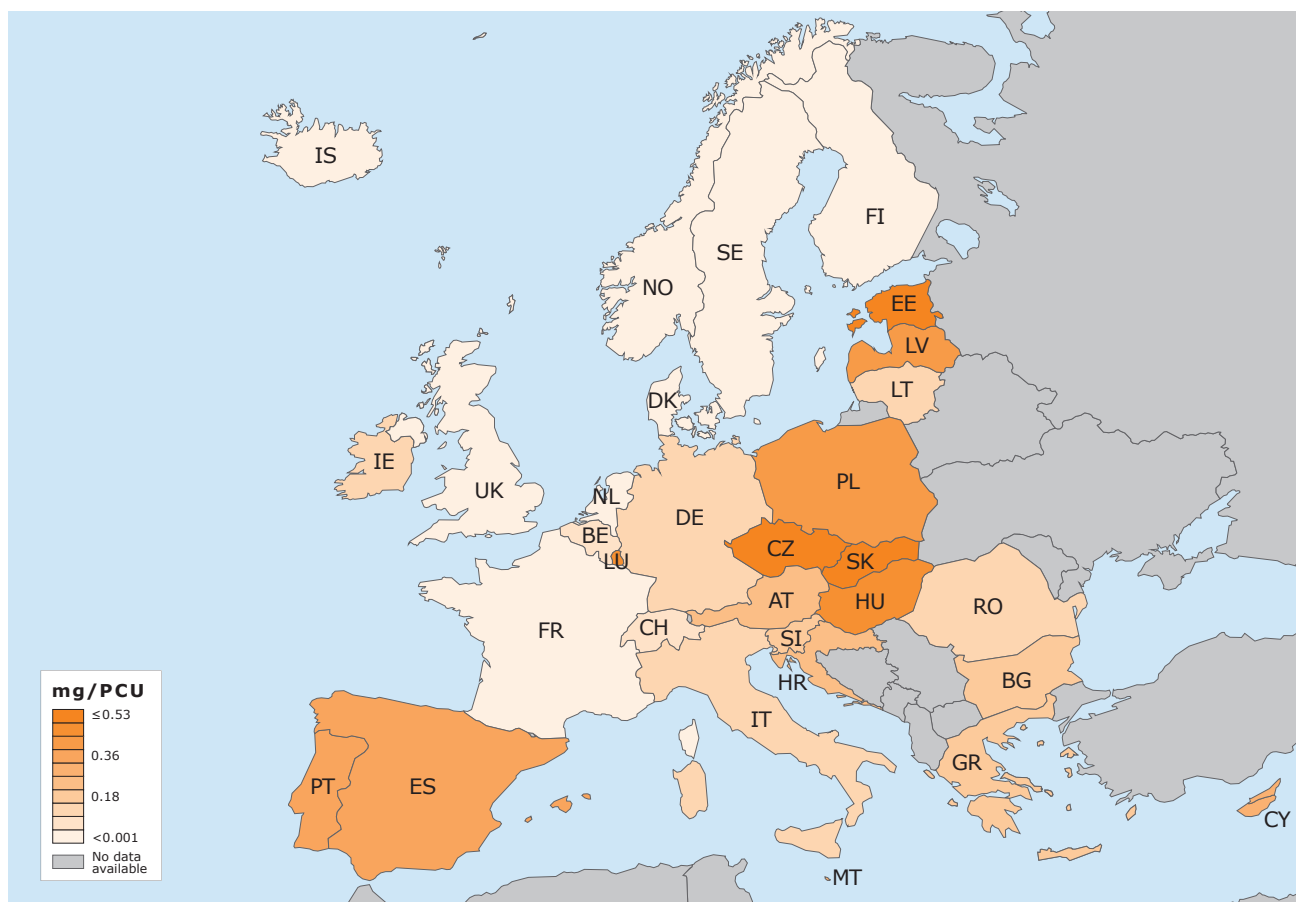 IS
FI
SE
NO
EE
LV
LT
DK
IE
UK
NL
PL
DE
BE
CZ
LU
SK
AT
HU
RO
FR
CH
SI
HR
BG
IT
GR
PT
ES
CY
MT
mg/PCU
≤0.53
0.36
0.18
<0.001
No data
available